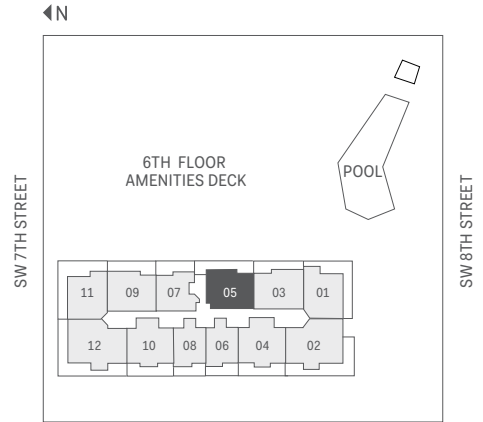 N
6TH FLOOR
AMENITIES DECK
POOL
SW 7TH STREET
SW 8TH STREET
11 09 07 05 03 01
12 10 08 06 04 02